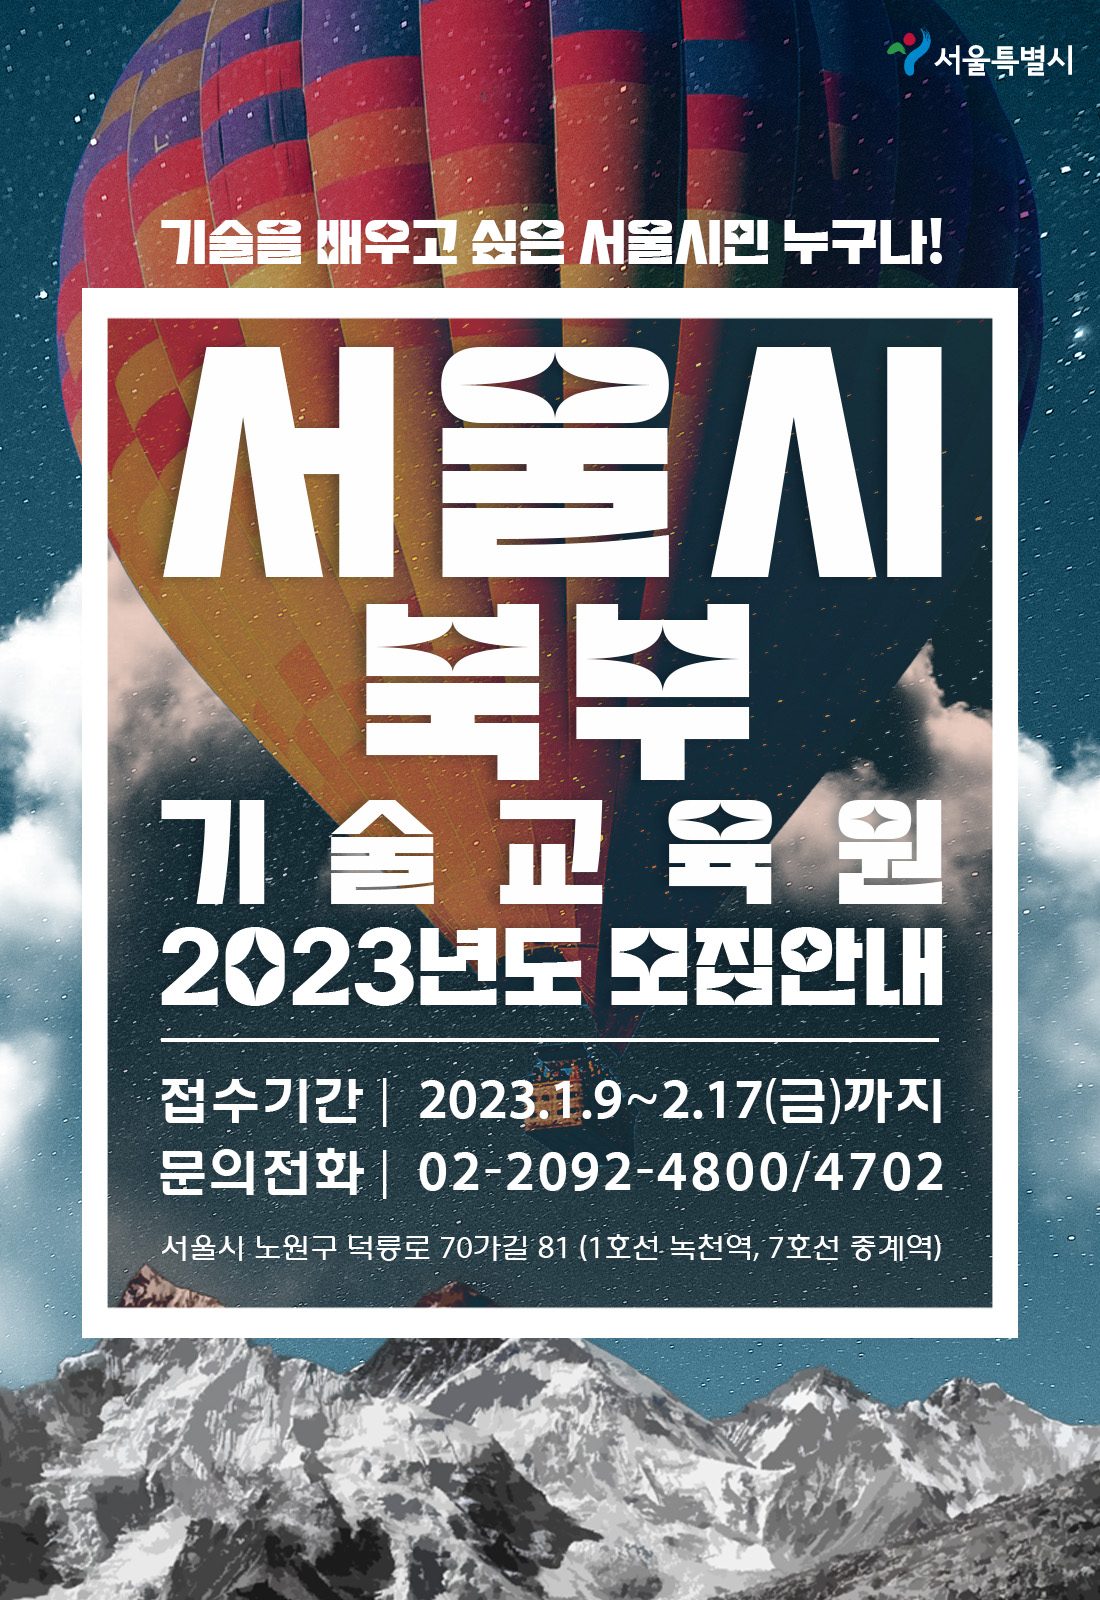 서울특별시
기술을 배우고 싶은 서울시민 누구나!
서울시
북부
기술교육원
2023년도 모집안내
접수기간 | 2023.1.9~2.17(금)까지
문의전화 | 02-2092-4800/4702
서울시 노원구 덕릉로 70가길 81 (1호선 녹천역, 7호선 중계역)